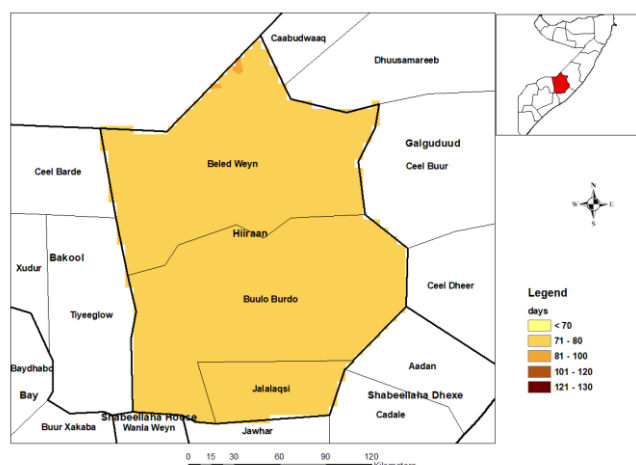 Caabudwaaq
Dhuusamareeb
Galguduud
Beled Weyn
Ceel Buur
Ceel Barde
N
W E
S
Hiiraan
Bakool
Xudur
Ceel Dheer
Legend
Buulo Burdo
days
Tiyeeglow
< 70
71 - 80
81 - 100
Aadan
Baydhabo
101 - 120
Jalalaqsi
121 - 130
Bay
Shabeellaha Dhexe
Shabeellaha Hoose
Cadale
Buur Xakaba
Wanla Weyn
Jawhar
0 15 30 60 90 120
Kilometers